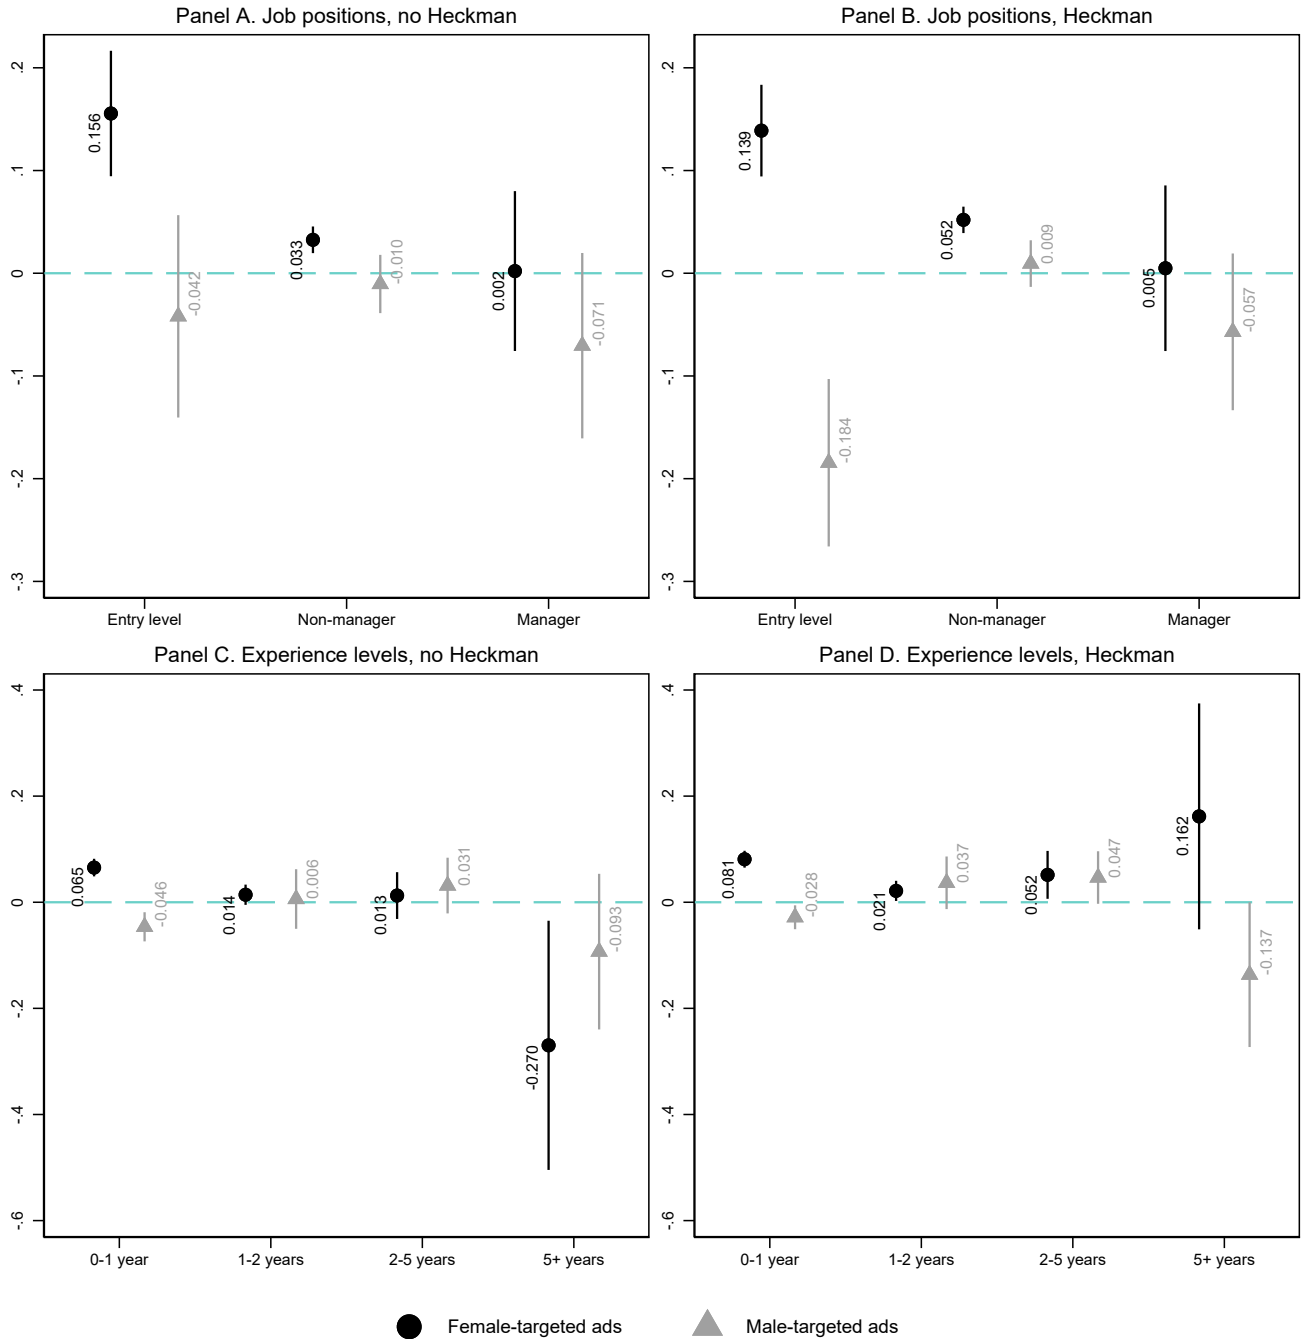 Panel A. Job positions, no Heckman
.2
.1
0
-.1
-.2
-.3
0.156
-0.042
0.033
-0.010
0.002
-0.071
Entry level
Non-manager
Manager
Panel B. Job positions, Heckman
.2
.1
0
-.1
-.2
-.3
0.139
-0.184
0.052
0.009
0.005
-0.057
Entry level
Non-manager
Manager
Panel C. Experience levels, no Heckman
.4
.2
0
-.2
-.4
-.6
0.065
-0.046
0.014
0.006
0.013
0.031
-0.270
-0.093
0-1 year
1-2 years
2-5 years
5+ years
Panel D. Experience levels, Heckman
.4
.2
0
-.2
-.4
-.6
0.081
-0.028
0.021
0.037
0.052
0.047
0.162
-0.137
0-1 year
1-2 years
2-5 years
5+ years
Female-targeted ads
Male-targeted ads